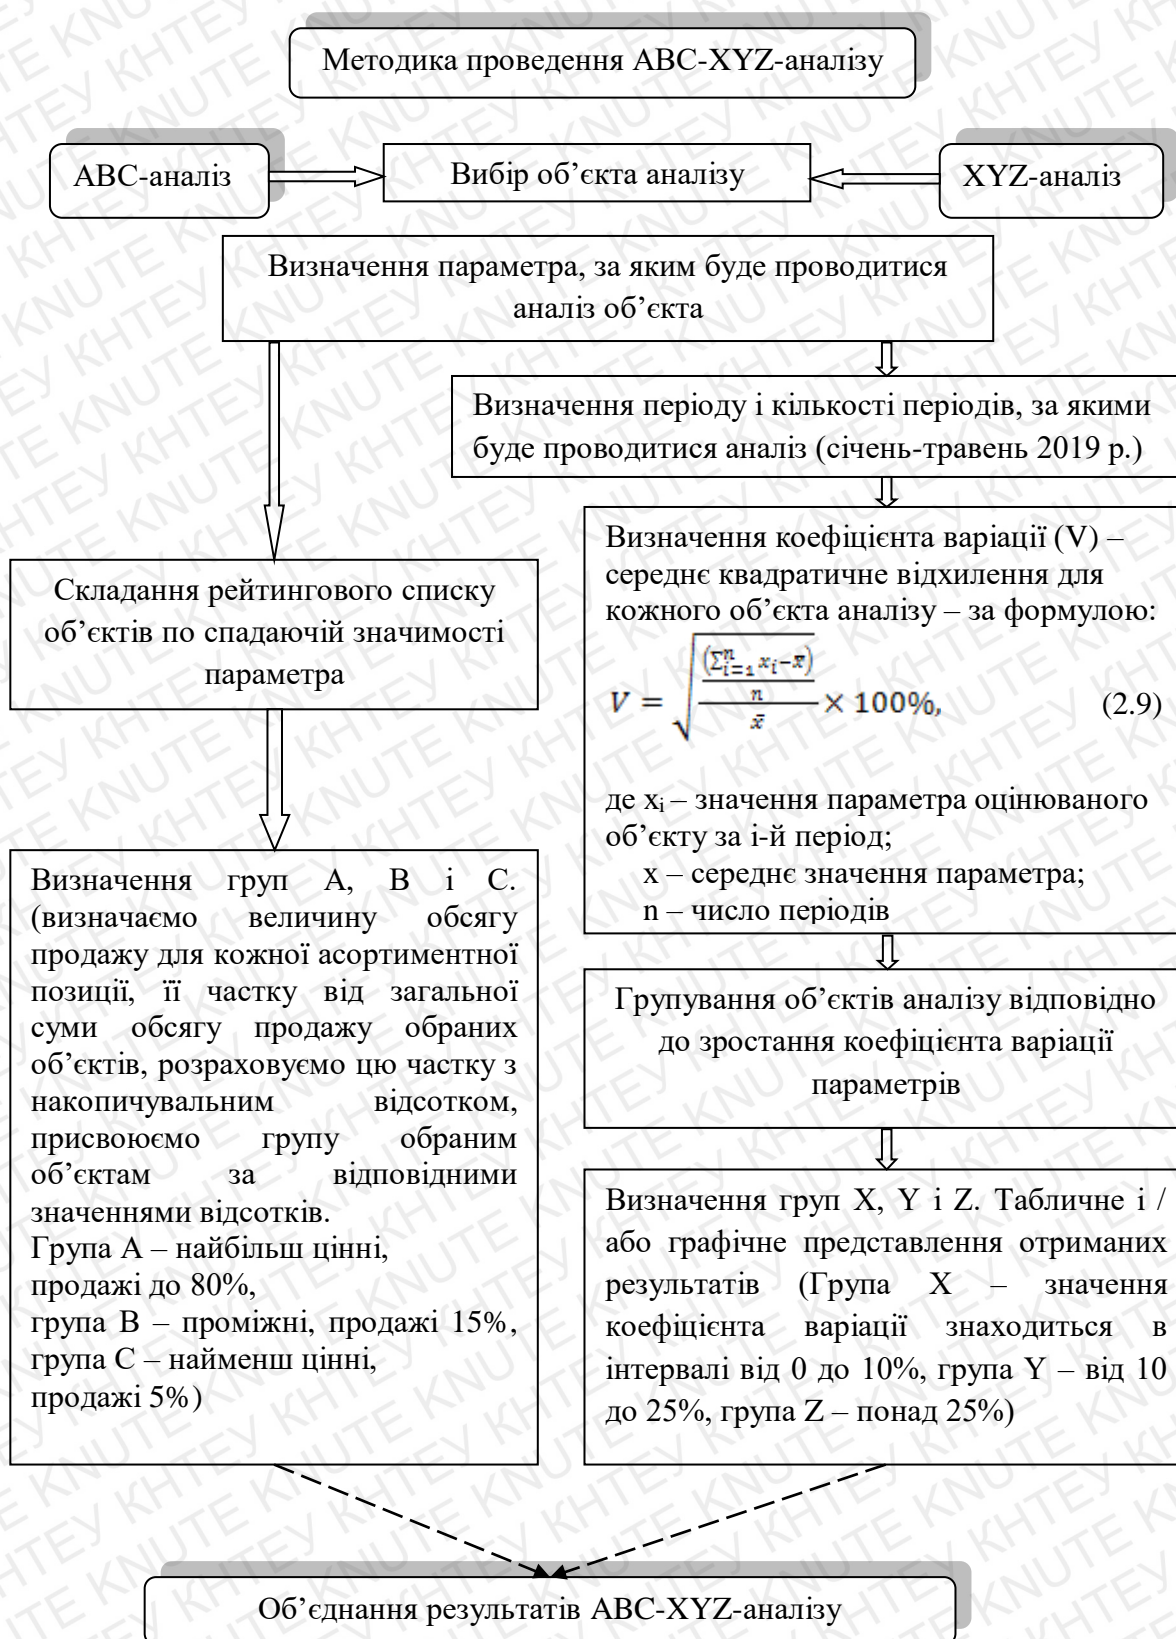 Методика проведення АВС-XYZ-аналізу
АВС-аналіз
Вибір об’єкта аналізу
XYZ-аналіз
Визначення параметра, за яким буде проводитися
аналіз об’єкта
Визначення періоду і кількості періодів, за якими
буде проводитися аналіз (січень-травень 2019 р.)
Складання рейтингового списку
об’єктів по спадаючій значимості
параметра
Визначення коефіцієнта варіації (V) –
середнє квадратичне відхилення для
кожного об’єкта аналізу – за формулою:
V = √(((∑ⁿᵢ₌₁ xᵢ−x̄)/n)/x̄) × 100%, (2.9)
де xᵢ – значення параметра оцінюваного
об’єкту за і-й період;
х – середнє значення параметра;
n – число періодів
Визначення груп А, В і С.
(визначаємо величину обсягу
продажу для кожної асортиментної
позиції, її частку від загальної
суми обсягу продажу обраних
об’єктів, розраховуємо цю частку з
накопичувальним відсотком,
присвоюємо групу обраним
об’єктам за відповідними
значеннями відсотків.
Група А – найбільш цінні,
продажі до 80%,
група В – проміжні, продажі 15%,
група С – найменш цінні,
продажі 5%)
Групування об’єктів аналізу відповідно
до зростання коефіцієнта варіації
параметрів
Визначення груп X, Y і Z. Табличне і /
або графічне представлення отриманих
результатів (Група X – значення
коефіцієнта варіації знаходиться в
інтервалі від 0 до 10%, група Y – від 10
до 25%, група Z – понад 25%)
Об’єднання результатів АВС-XYZ-аналізу